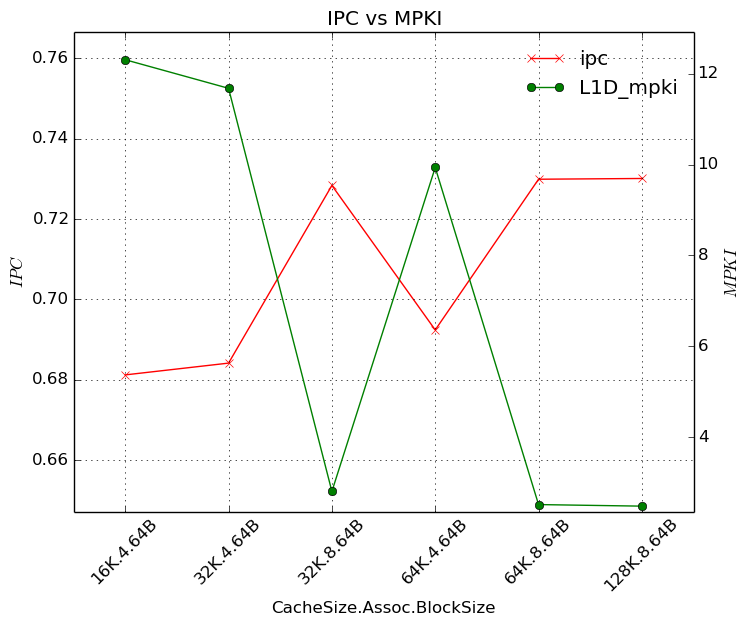 IPC vs MPKI
ipc
L1D_mpki
0.76
0.74
0.72
0.70
0.68
0.66
IPC
12
10
8
6
4
MPKI
16K.4.64B
32K.4.64B
32K.8.64B
64K.4.64B
64K.8.64B
128K.8.64B
CacheSize.Assoc.BlockSize